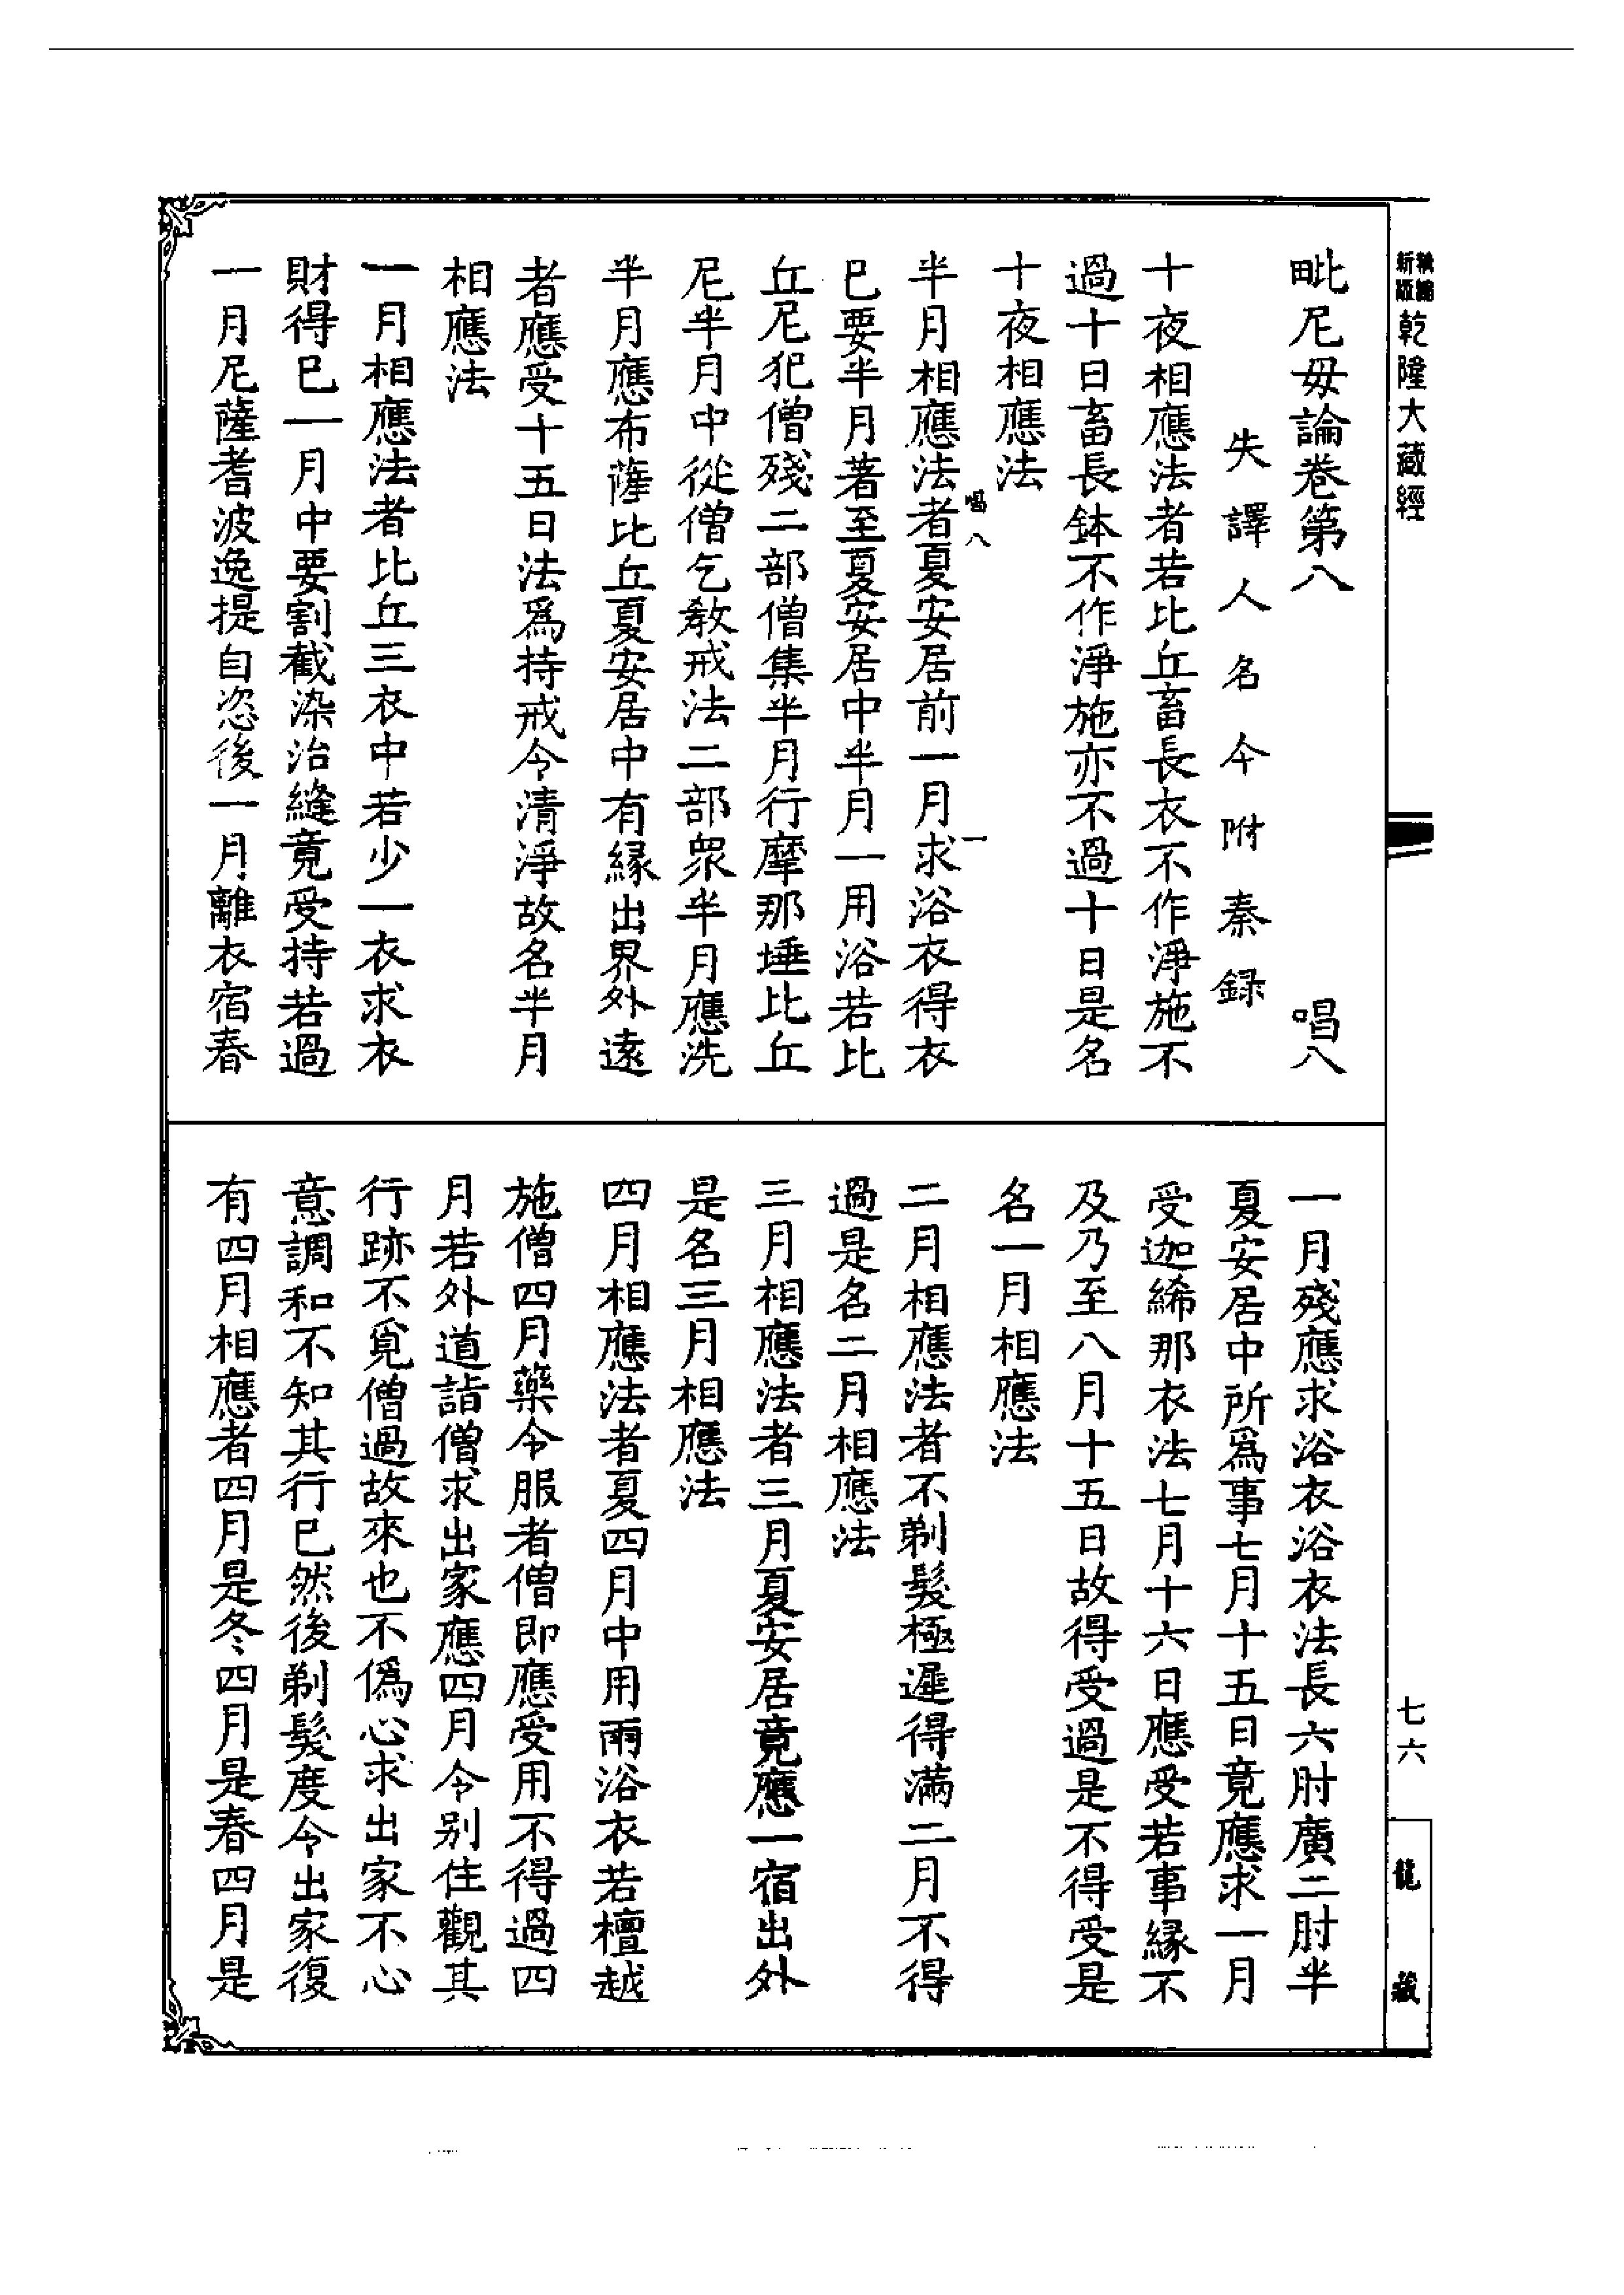 精縮
新版
乾隆大藏經
七六
龍藏
毗尼毋論卷第八 唱八
失譯人名今附秦録
十夜相應法者若比丘畜長衣不作淨施不
過十日畜長鉢不作淨施亦不過十日是名
十夜相應法
唱八 一
半月相應法者夏安居前一月求浴衣得衣
已要半月著至夏安居中半月一用浴若比
丘尼犯僧殘二部僧集半月行摩那埵比丘
尼半月中從僧乞教戒法二部眾半月應洗
半月應布薩比丘夏安居中有緣出界外遠
者應受十五日法為持戒令清淨故名半月
相應法
一月相應法者比丘三衣中若少一衣求衣
財得已一月中要割截染治縫竟受持若過
一月尼薩耆波逸提自恣後一月離衣宿春
一月殘應求浴衣浴衣法長六肘廣二肘半
夏安居中所為事七月十五日竟應求一月
受迦絺那衣法七月十六日應受若事緣不
及乃至八月十五日故得受過是不得受是
名一月相應法
二月相應法者不剃髮極遲得滿二月不得
過是名二月相應法
三月相應法者三月夏安居竟應一宿出外
是名三月相應法
四月相應法者夏四月中用雨浴衣若檀越
施僧四月藥令服者僧即應受用不得過四
月若外道詣僧求出家應四月令別住觀其
行跡不覓僧過故來也不偽心求出家不心
意調和不知其行已然後剃髮度令出家復
有四月相應者四月是冬四月是春四月是